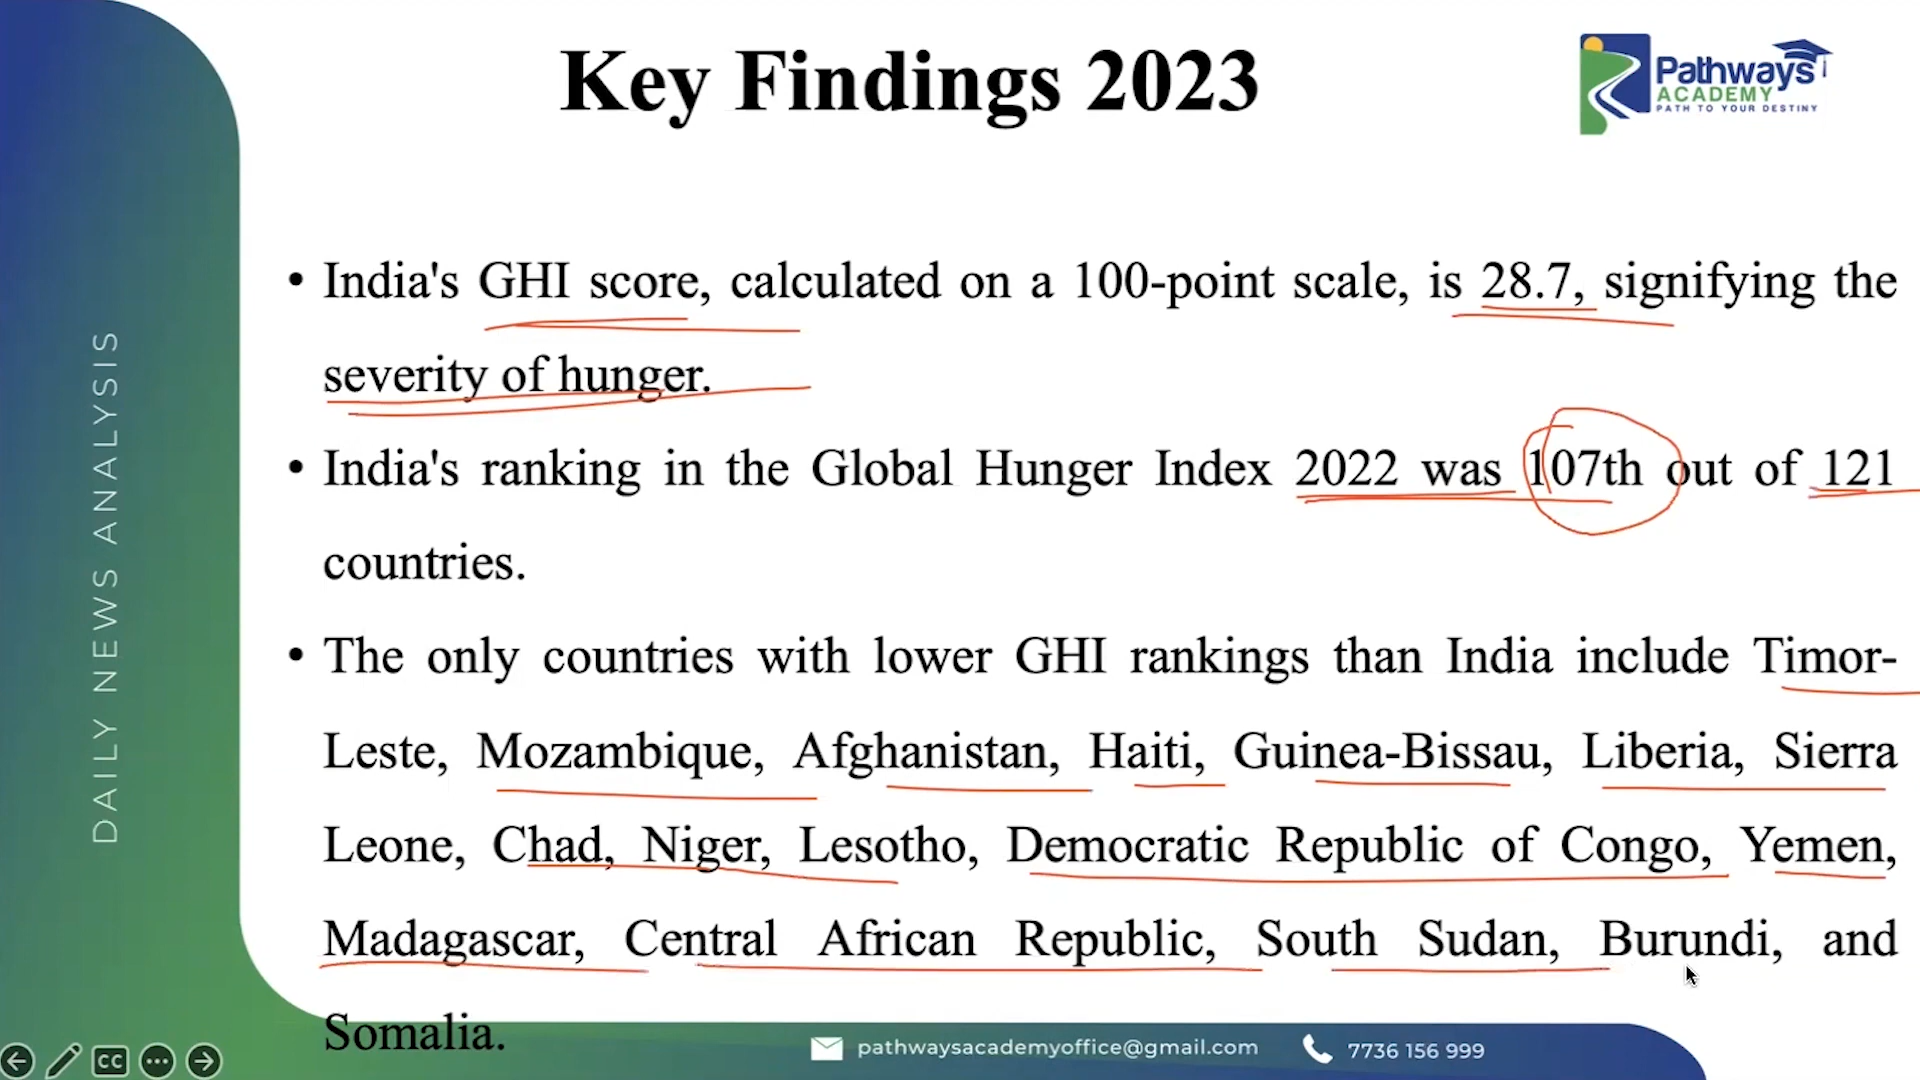 Key Findings 2023
Pathways
ACADEMY
PATH TO YOUR DESTINY
DAILY NEWS ANALYSIS
• India's GHI score, calculated on a 100-point scale, is 28.7, signifying the
severity of hunger.
• India's ranking in the Global Hunger Index 2022 was 107th out of 121
countries.
• The only countries with lower GHI rankings than India include Timor-
Leste, Mozambique, Afghanistan, Haiti, Guinea-Bissau, Liberia, Sierra
Leone, Chad, Niger, Lesotho, Democratic Republic of Congo, Yemen,
Madagascar, Central African Republic, South Sudan, Burundi, and
Somalia.
CC
pathwaysacademyoffice@gmail.com
7736 156 999